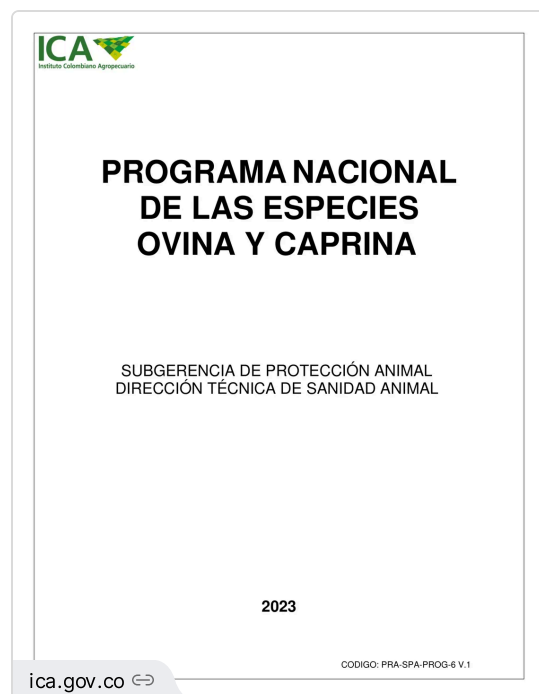 ICA
Instituto Colombiano Agropecuario
PROGRAMA NACIONAL
DE LAS ESPECIES
OVINA Y CAPRINA
SUBGERENCIA DE PROTECCIÓN ANIMAL
DIRECCIÓN TÉCNICA DE SANIDAD ANIMAL
2023
CODIGO: PRA-SPA-PROG-6 V.1
ica.gov.co